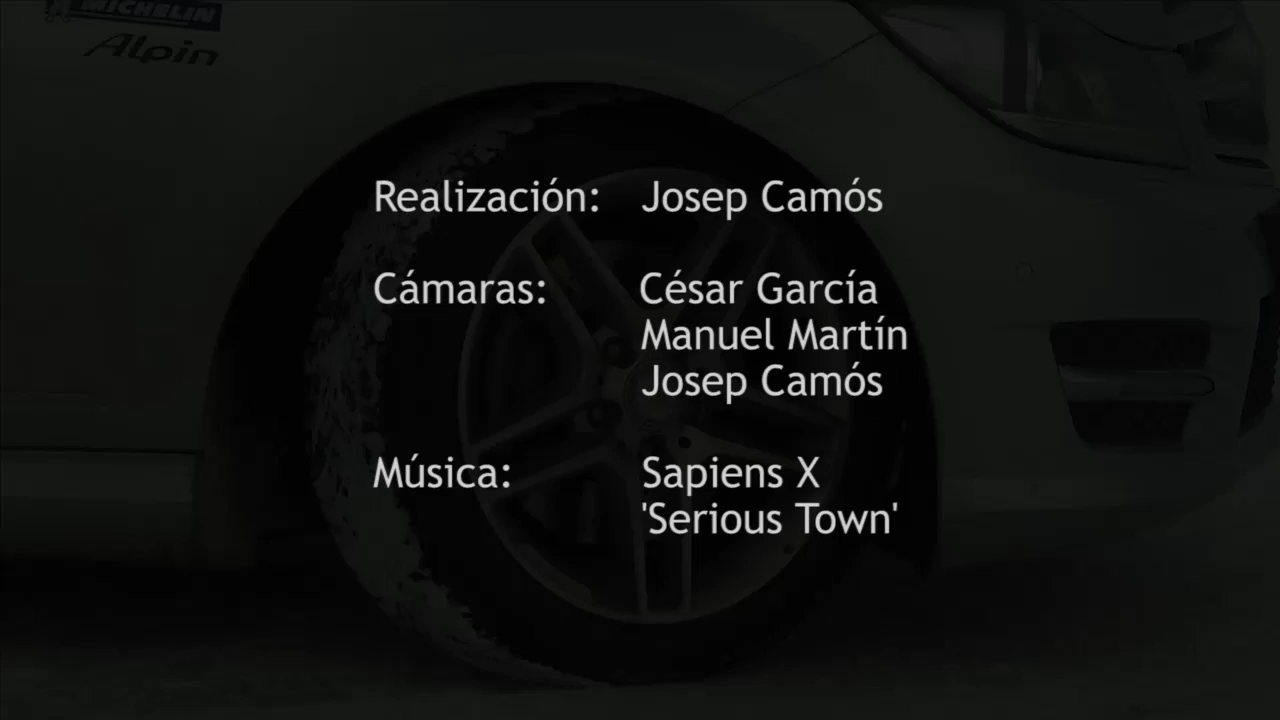 MICHELIN
Alpin
Realización: Josep Camós
Cámaras: César García
Manuel Martín
Josep Camós
Música: Sapiens X
'Serious Town'